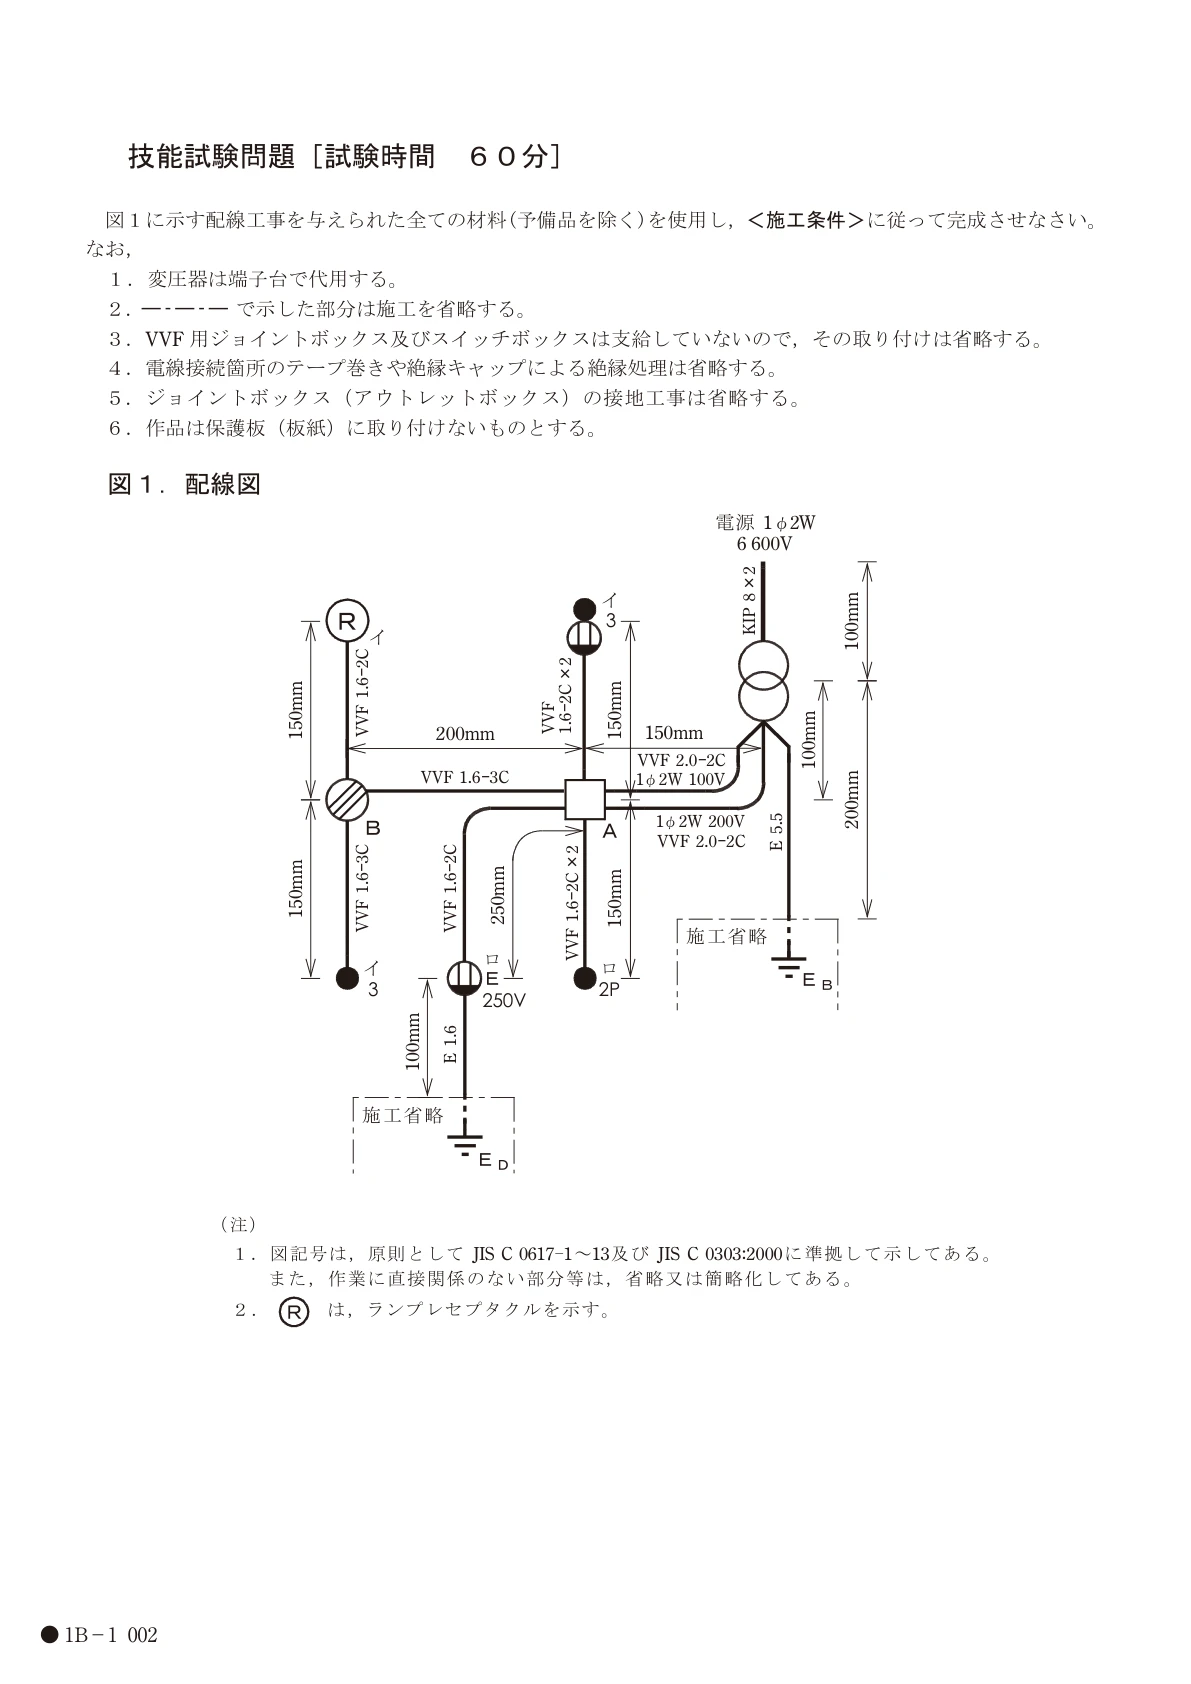 技能試験問題［試験時間　６０分］
図１に示す配線工事を与えられた全ての材料(予備品を除く)を使用し，＜施工条件＞に従って完成させなさい。
なお，
１．変圧器は端子台で代用する。
２．―-―-― で示した部分は施工を省略する。
３．VVF 用ジョイントボックス及びスイッチボックスは支給していないので，その取り付けは省略する。
４．電線接続箇所のテープ巻きや絶縁キャップによる絶縁処理は省略する。
５．ジョイントボックス（アウトレットボックス）の接地工事は省略する。
６．作品は保護板（板紙）に取り付けないものとする。
図１．配線図
電源 1φ2W
6 600V
KIP 8×2
100mm
R
イ
イ
3
VVF 1.6-2C
150mm
VVF
1.6-2C×2
150mm
200mm
150mm
100mm
VVF 2.0-2C
1φ2W 100V
VVF 1.6-3C
200mm
B
A
1φ2W 200V
VVF 2.0-2C
E 5.5
150mm
VVF 1.6-3C
VVF 1.6-2C
250mm
VVF 1.6-2C×2
150mm
施工省略
イ
3
ロ
E
250V
ロ
2P
E B
100mm
E 1.6
施工省略
E D
（注）
１．図記号は，原則として JIS C 0617-1～13及び JIS C 0303:2000に準拠して示してある。
また，作業に直接関係のない部分等は，省略又は簡略化してある。
２．Ⓡ は，ランプレセプタクルを示す。
●1B－1 002